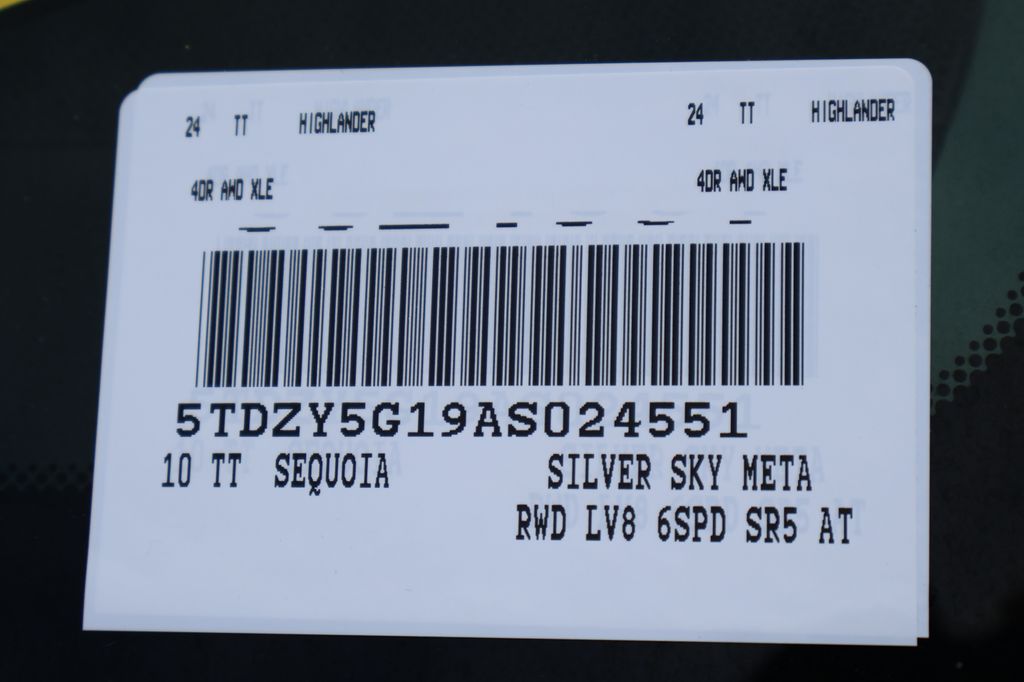 24 TT HIGHLANDER 24 TT HIGHLANDER
4DR AWD XLE 4DR AWD XLE
5TDZY5G19AS024551
10 TT SEQUOIA SILVER SKY META
RWD LV8 6SPD SR5 AT